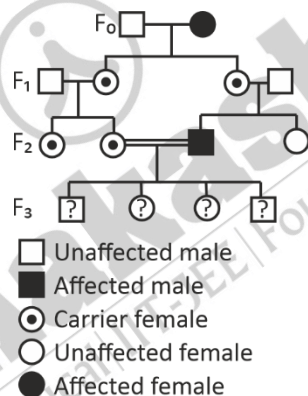 F₀
F₁
F₂
F₃
? ? ? ?
Unaffected male
Affected male
Carrier female
Unaffected female
Affected female